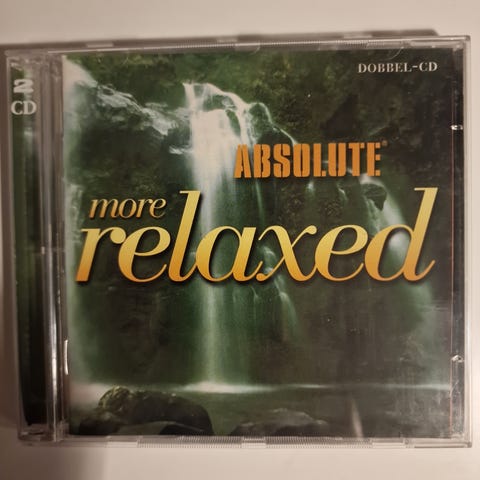 2
CD
DOBBEL-CD
ABSOLUTE®
more
relaxed